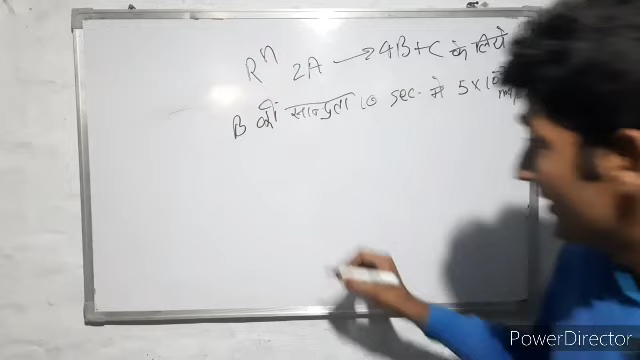 Rⁿ 2A → 4B + C के लिये
B की सान्द्रता 10 sec. में 5 × 10
PowerDirector